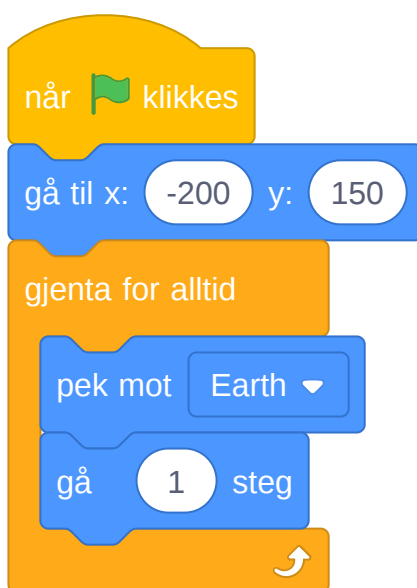 når klikkes
gå til x: -200 y: 150
gjenta for alltid
pek mot Earth
gå 1 steg